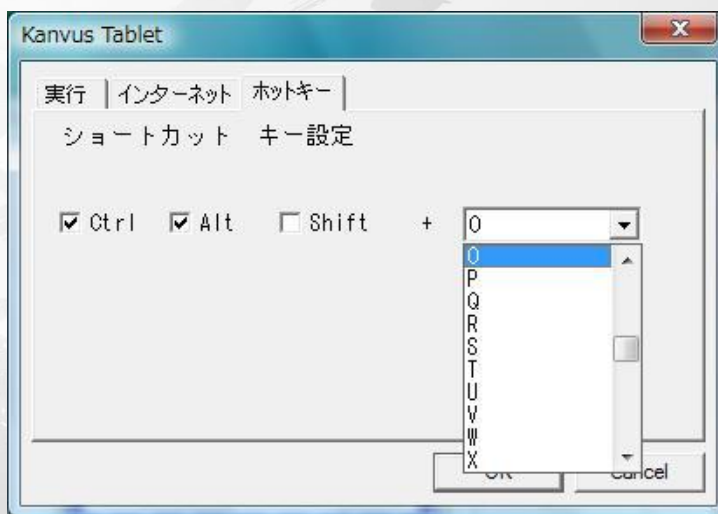 Kanvus Tablet
実行 インターネット ホットキー
ショートカット キー設定
Ctrl Alt Shift + O
O
P
Q
R
S
T
U
V
W
X
OK Cancel